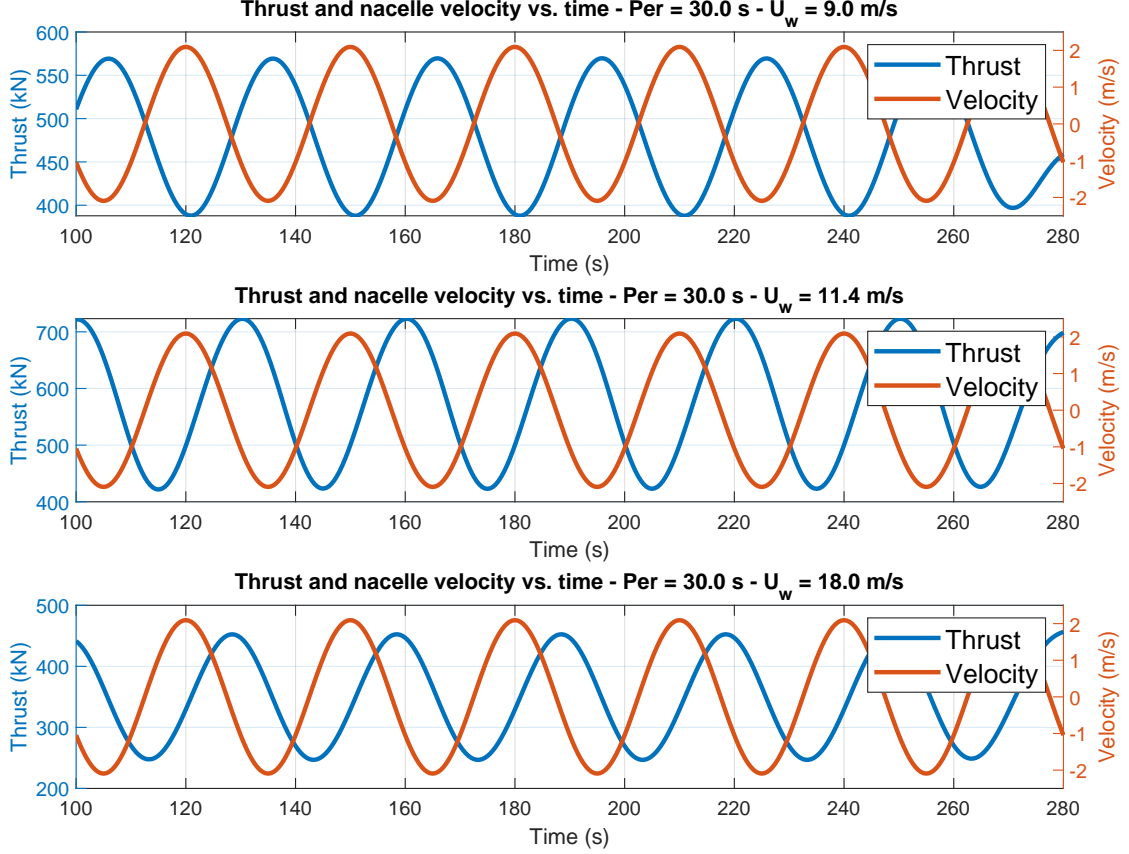 Thrust and nacelle velocity vs. time - Per = 30.0 s - U_w = 9.0 m/s
600
550
500
450
400
Thrust (kN)
2
1
0
-1
-2
Velocity (m/s)
Thrust
Velocity
100 120 140 160 180 200 220 240 260 280
Time (s)
Thrust and nacelle velocity vs. time - Per = 30.0 s - U_w = 11.4 m/s
700
600
500
400
Thrust (kN)
2
1
0
-1
-2
Velocity (m/s)
Thrust
Velocity
100 120 140 160 180 200 220 240 260 280
Time (s)
Thrust and nacelle velocity vs. time - Per = 30.0 s - U_w = 18.0 m/s
500
400
300
200
Thrust (kN)
2
1
0
-1
-2
Velocity (m/s)
Thrust
Velocity
100 120 140 160 180 200 220 240 260 280
Time (s)